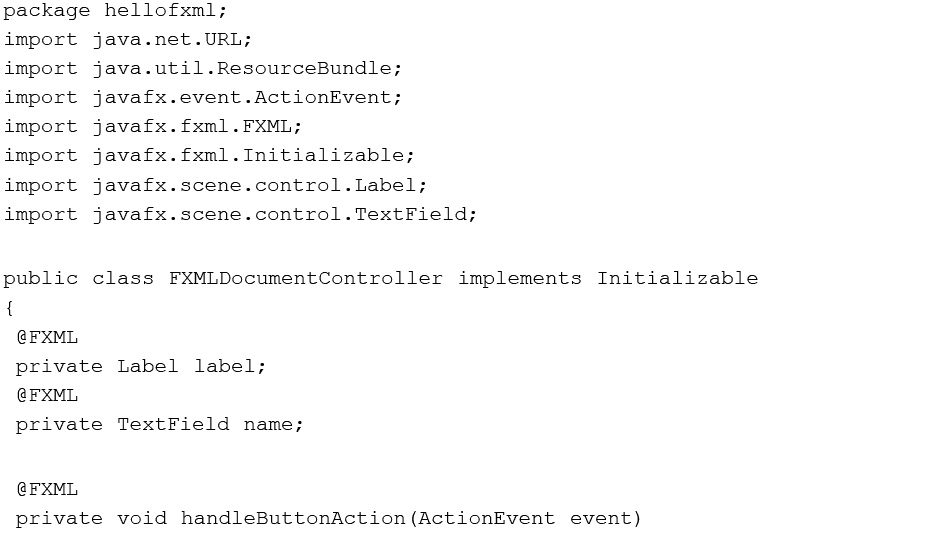 package hellofxml;
import java.net.URL;
import java.util.ResourceBundle;
import javafx.event.ActionEvent;
import javafx.fxml.FXML;
import javafx.fxml.Initializable;
import javafx.scene.control.Label;
import javafx.scene.control.TextField;
public class FXMLDocumentController implements Initializable
{
@FXML
private Label label;
@FXML
private TextField name;
@FXML
private void handleButtonAction(ActionEvent event)